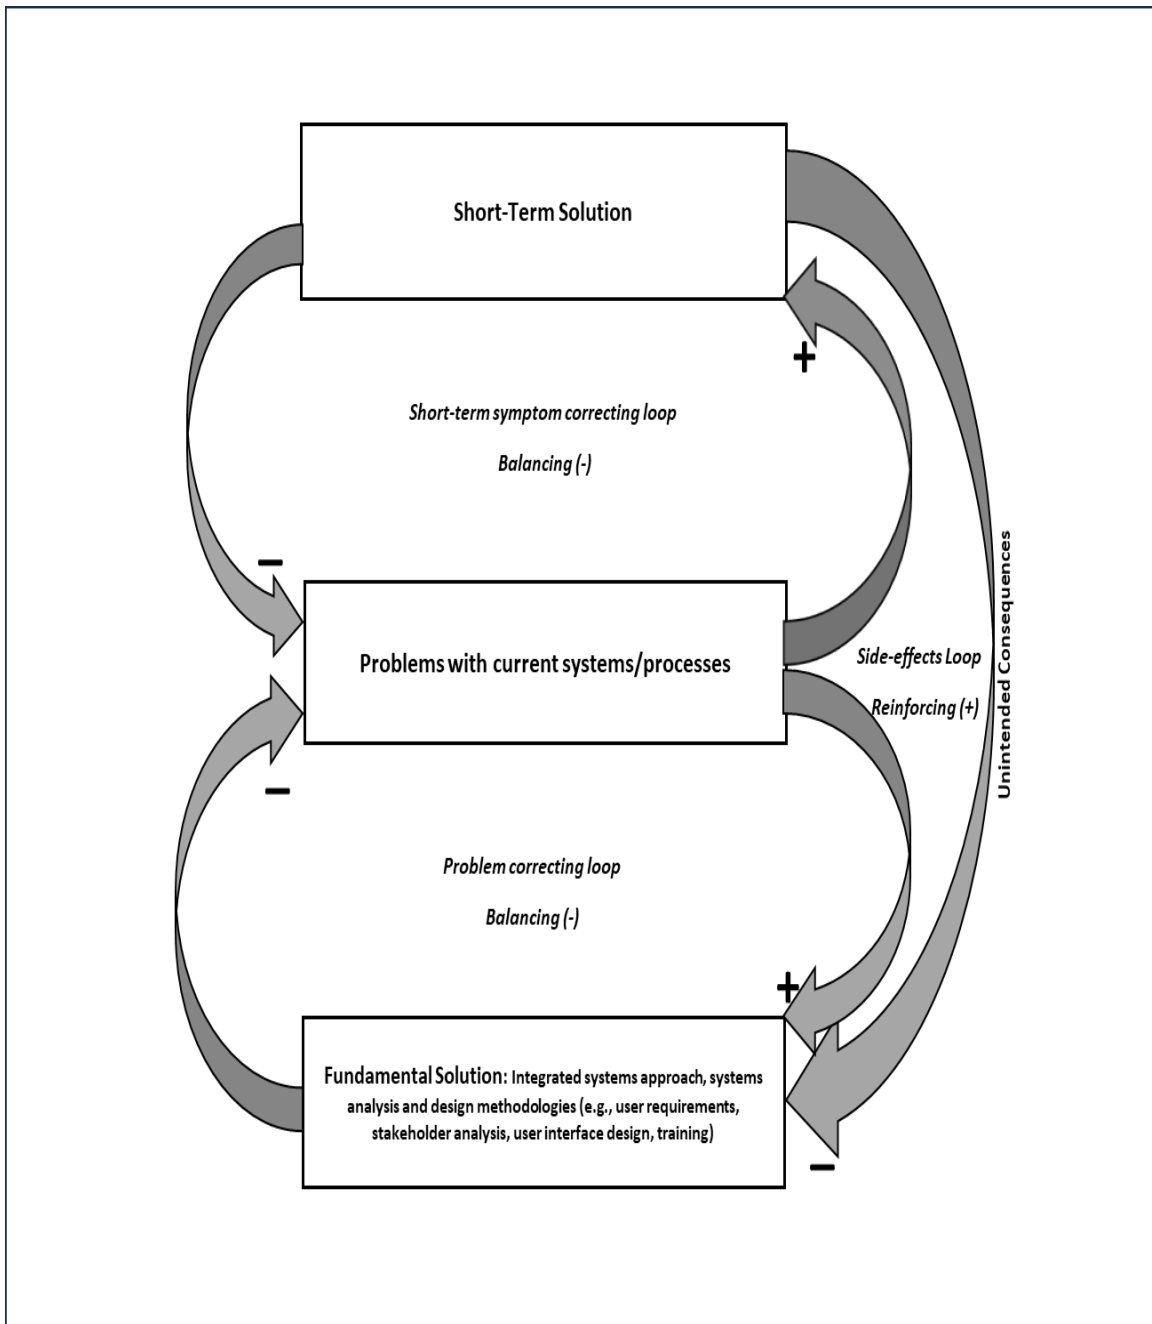 Short-Term Solution
+
Short-term symptom correcting loop
Balancing (-)
−
Problems with current systems/processes
Side-effects Loop
Reinforcing (+)
Unintended Consequences
−
Problem correcting loop
Balancing (-)
+
Fundamental Solution: Integrated systems approach, systems
analysis and design methodologies (e.g., user requirements,
stakeholder analysis, user interface design, training)
−